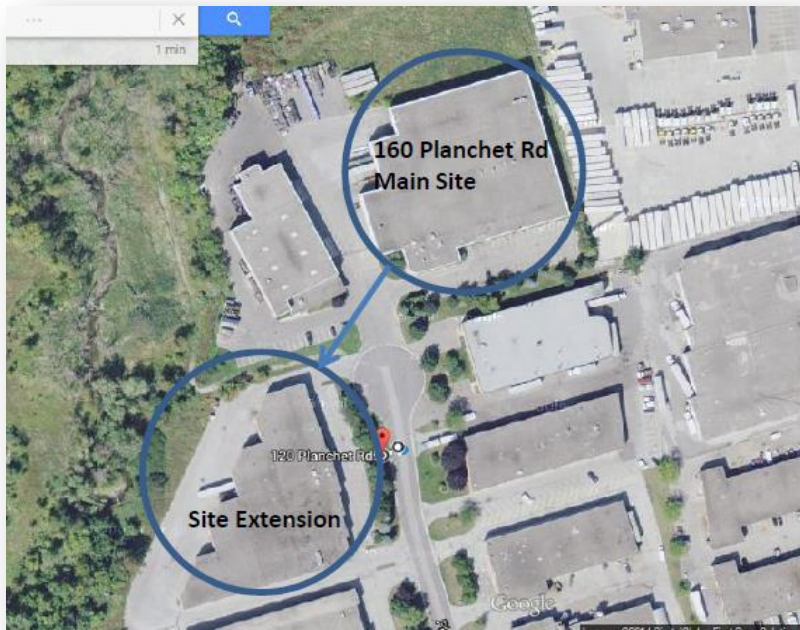 ...
1 min
160 Planchet Rd
Main Site
120 Planchet Rd
Site Extension
Google